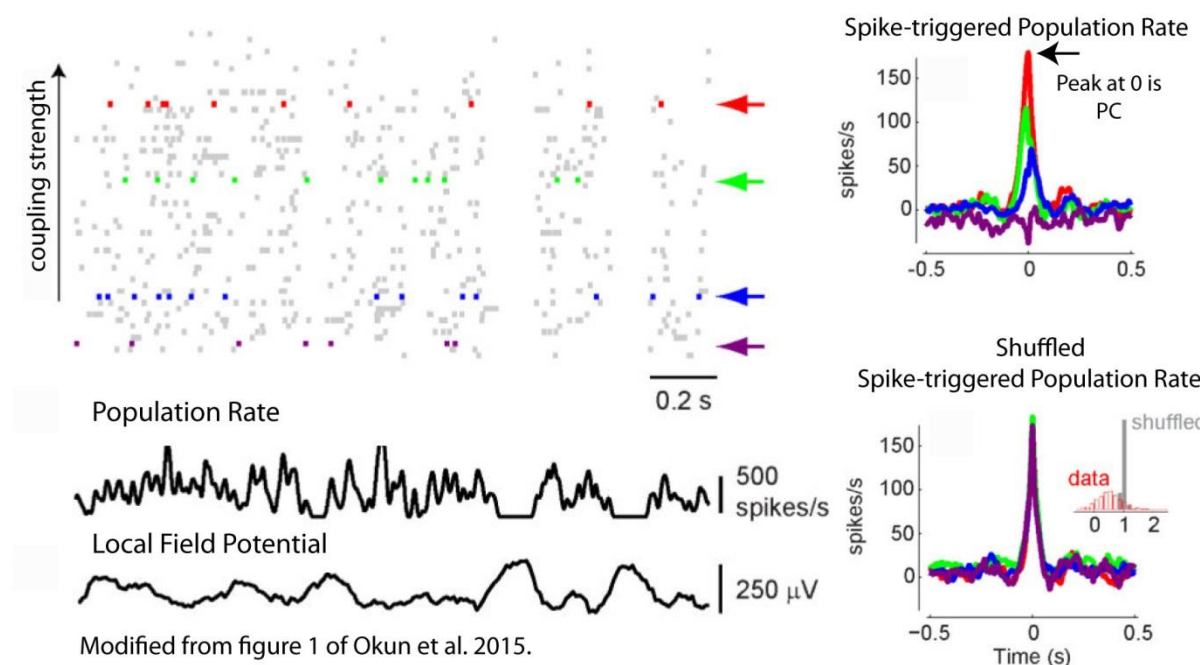 coupling strength
0.2 s
Population Rate
500
spikes/s
Local Field Potential
250 μV
Modified from figure 1 of Okun et al. 2015.
Spike-triggered Population Rate
Peak at 0 is
PC
spikes/s
150
100
50
0
-0.5
0
0.5
Shuffled
Spike-triggered Population Rate
spikes/s
150
100
50
0
shuffled
data
0 1 2
-0.5
0
0.5
Time (s)